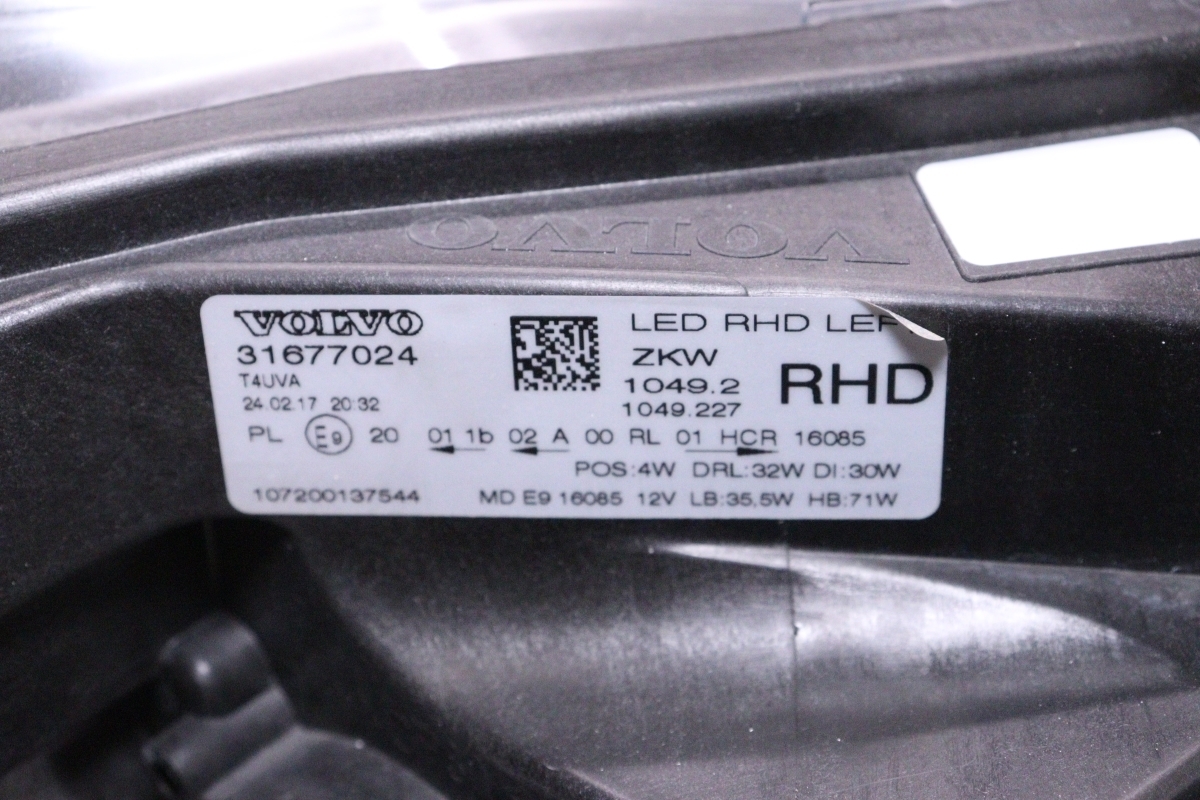 VOLVO
VOLVO
31677024
T4UVA
24.02.17 20:32
LED RHD
ZKW
1049.2
1049.227
RHD
PL E9 20 01 1b 02 A 00 RL 01 HCR 16085
POS:4W DRL:32W DI:30W
107200137544 MD E9 16085 12V LB:35,5W HB:71W